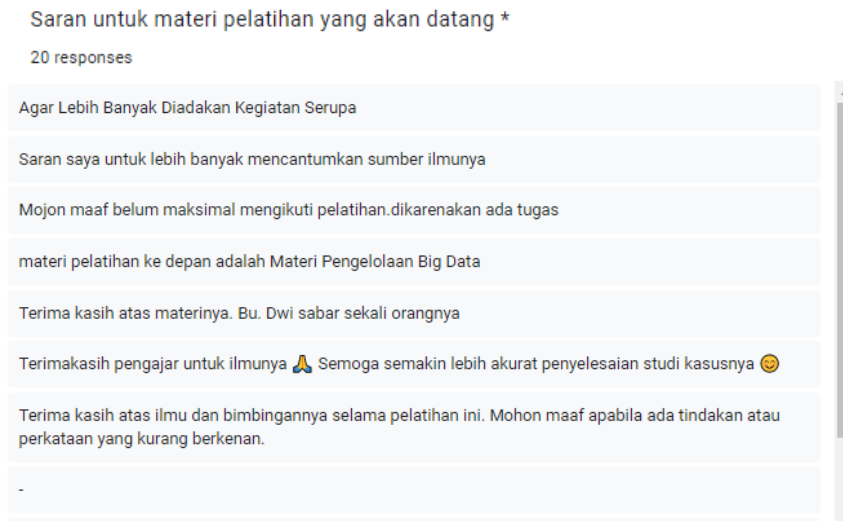 Saran untuk materi pelatihan yang akan datang *
20 responses
Agar Lebih Banyak Diadakan Kegiatan Serupa
Saran saya untuk lebih banyak mencantumkan sumber ilmunya
Mojon maaf belum maksimal mengikuti pelatihan.dikarenakan ada tugas
materi pelatihan ke depan adalah Materi Pengelolaan Big Data
Terima kasih atas materinya. Bu. Dwi sabar sekali orangnya
Terimakasih pengajar untuk ilmunya 🙏 Semoga semakin lebih akurat penyelesaian studi kasusnya 😊
Terima kasih atas ilmu dan bimbingannya selama pelatihan ini. Mohon maaf apabila ada tindakan atau
perkataan yang kurang berkenan.
-